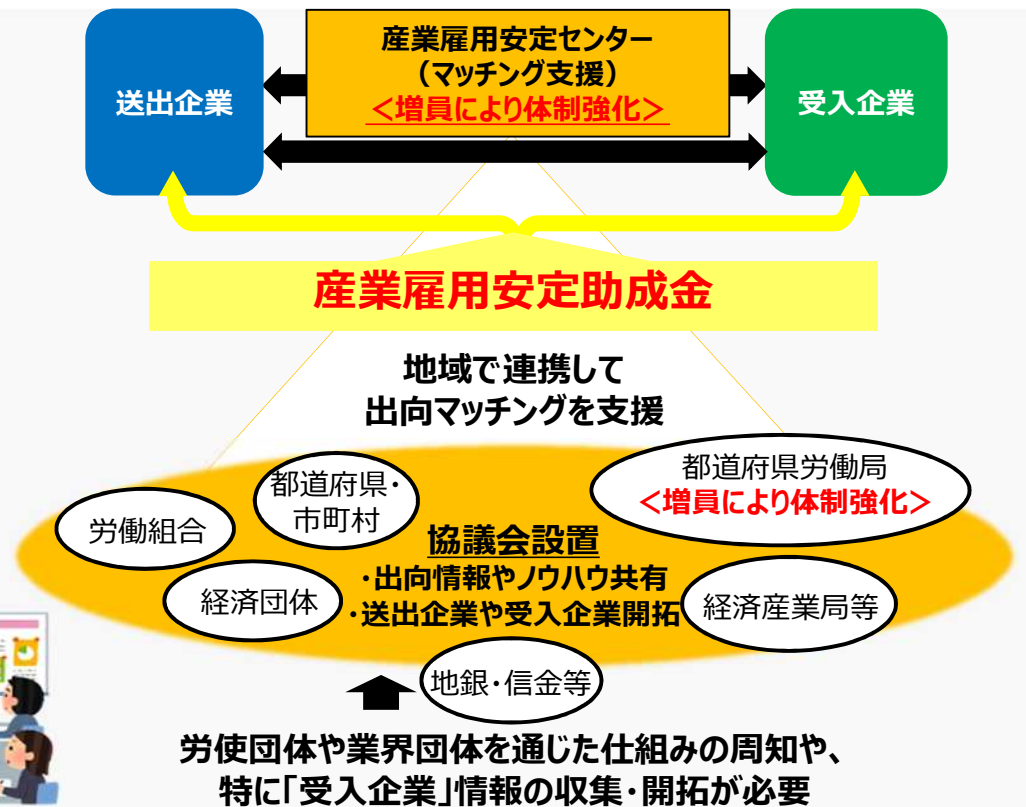 産業雇用安定センター
（マッチング支援）
＜増員により体制強化＞
送出企業
受入企業
産業雇用安定助成金
地域で連携して
出向マッチングを支援
都道府県労働局
＜増員により体制強化＞
都道府県・
市町村
労働組合
協議会設置
・出向情報やノウハウ共有
・送出企業や受入企業開拓
経済団体
経済産業局等
地銀・信金等
労使団体や業界団体を通じた仕組みの周知や、
特に「受入企業」情報の収集・開拓が必要